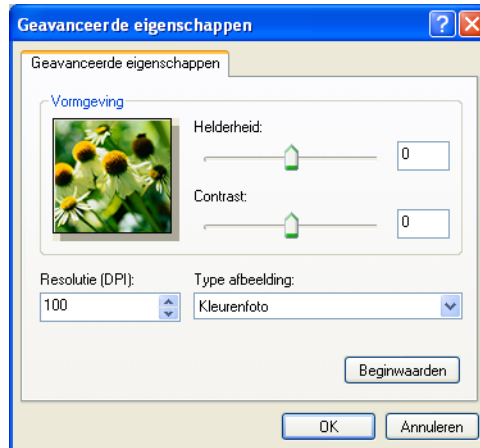 Geavanceerde eigenschappen
Geavanceerde eigenschappen
Vormgeving
Helderheid:
0
Contrast:
0
Resolutie (DPI): Type afbeelding:
100 Kleurenfoto
Beginwaarden
OK Annuleren